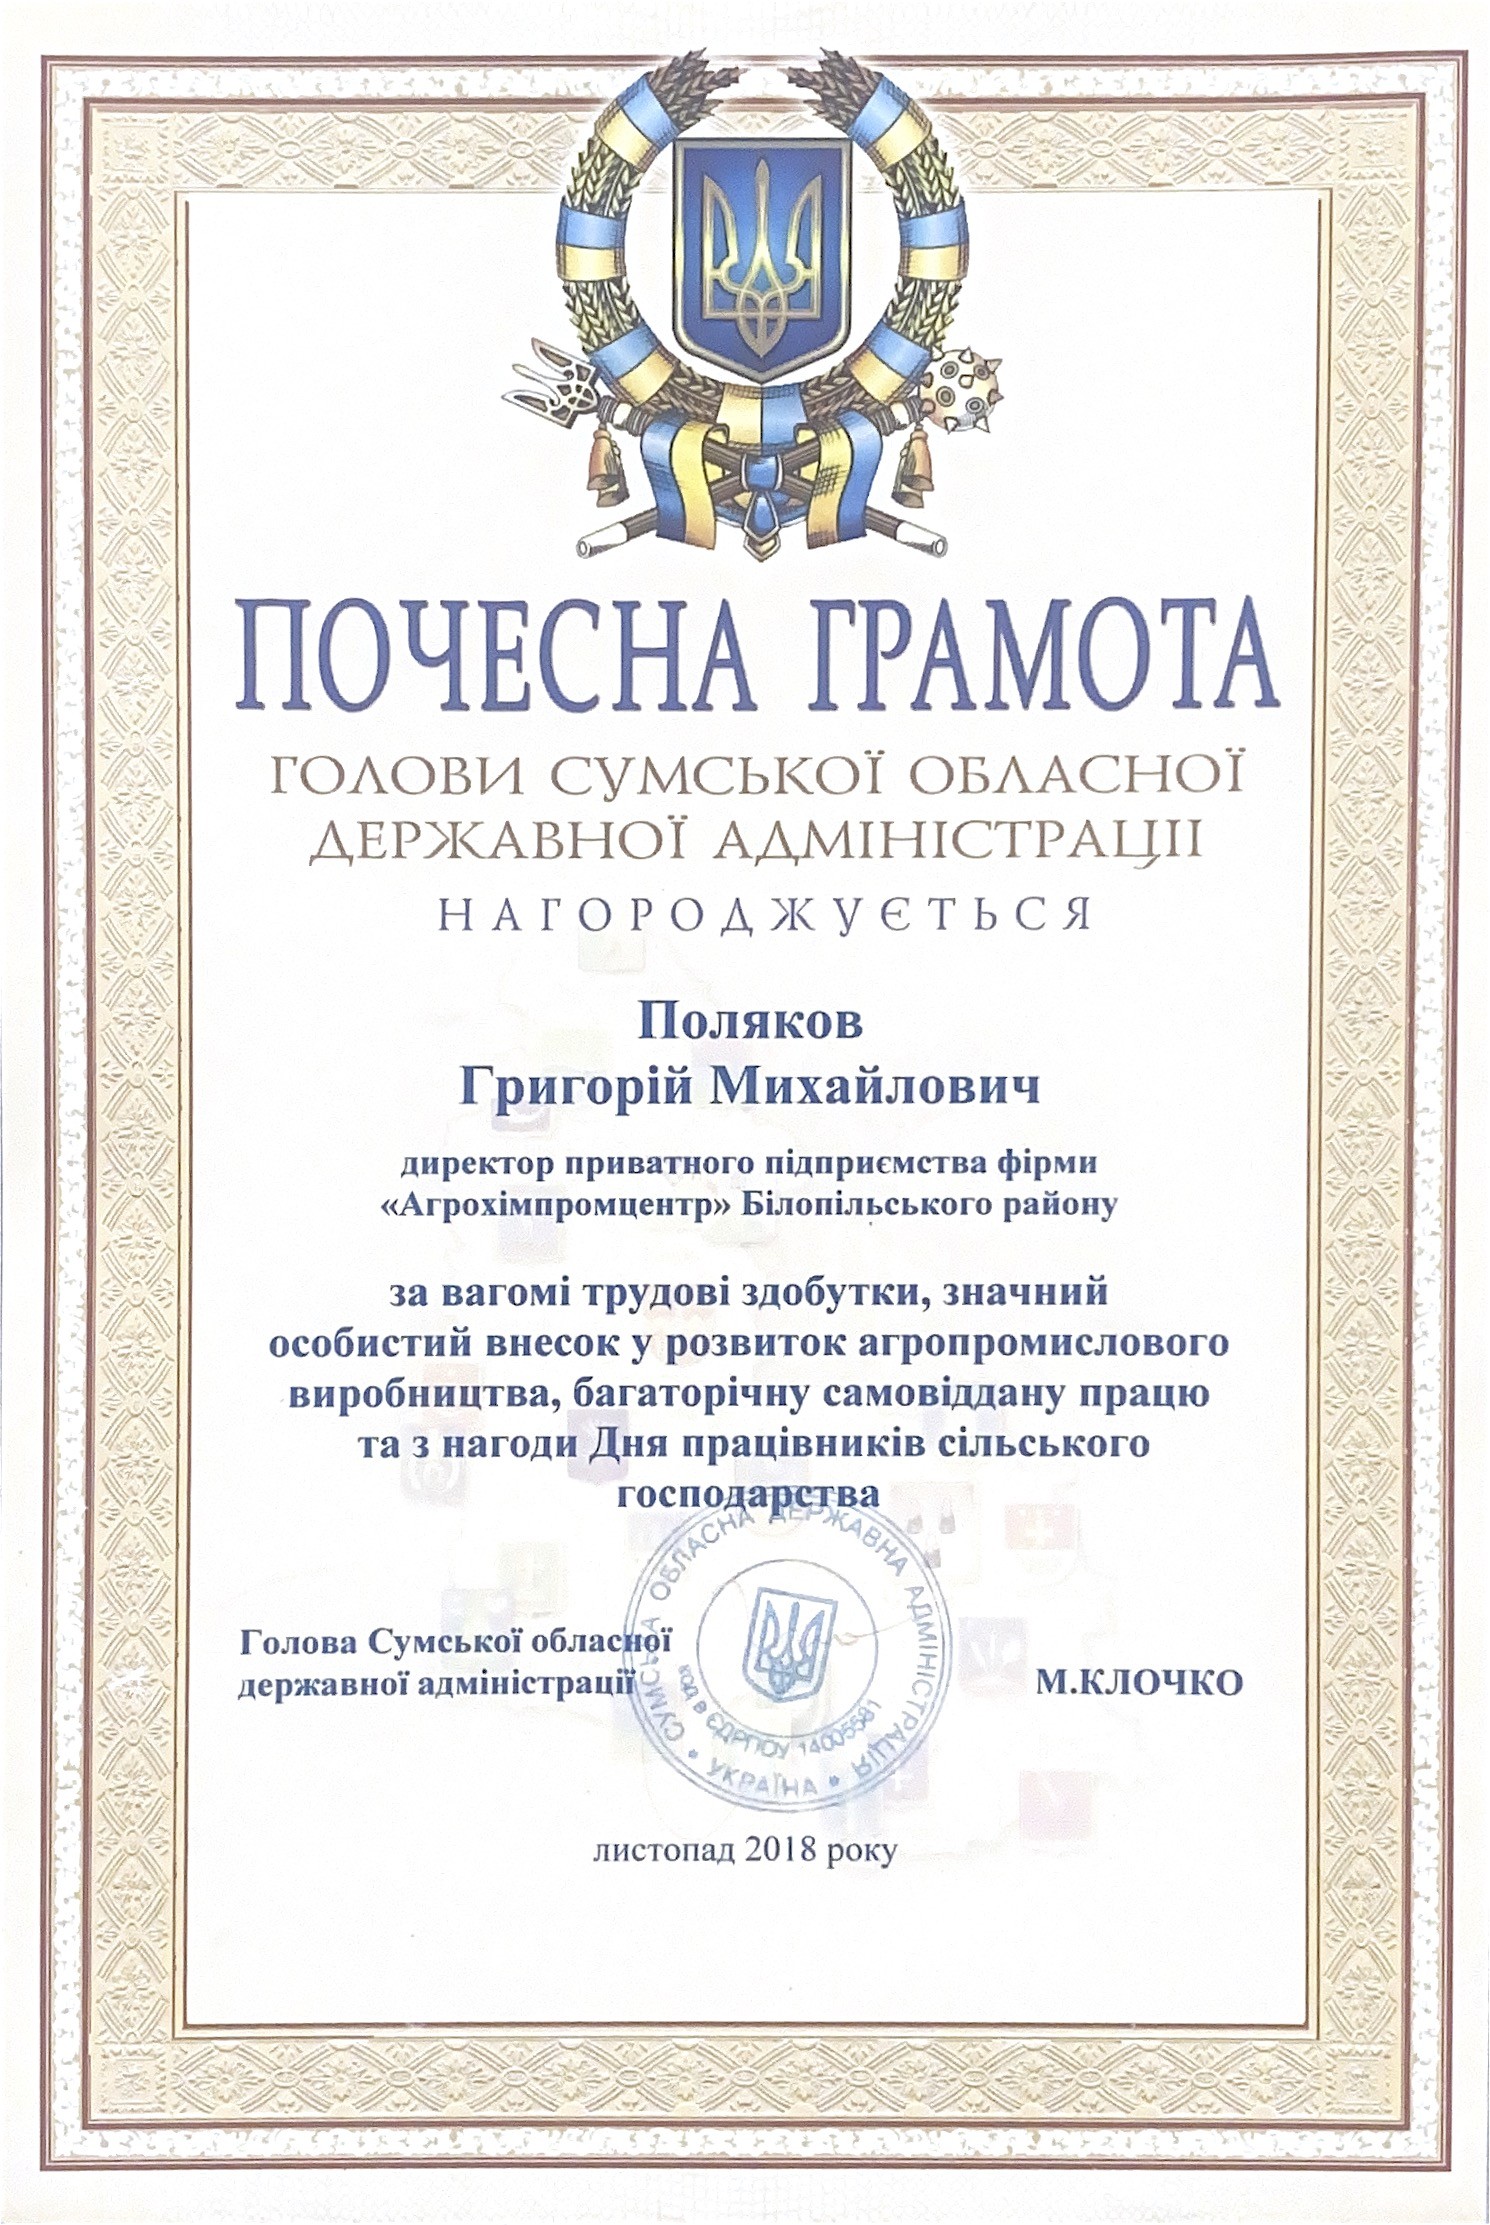 ПОЧЕСНА ГРАМОТА
ГОЛОВИ СУМСЬКОЇ ОБЛАСНОЇ
ДЕРЖАВНОЇ АДМІНІСТРАЦІЇ
НАГОРОДЖУЄТЬСЯ
Поляков
Григорій Михайлович
директор приватного підприємства фірми
«Агрохімпромцентр» Білопільського району
за вагомі трудові здобутки, значний
особистий внесок у розвиток агропромислового
виробництва, багаторічну самовіддану працю
та з нагоди Дня працівників сільського
господарства
Голова Сумської обласної
державної адміністрації
М.КЛОЧКО
СУМСЬКА ОБЛАСНА ДЕРЖАВНА АДМІНІСТРАЦІЯ • УКРАЇНА •
код в ЄДРПОУ 14005581
листопад 2018 року